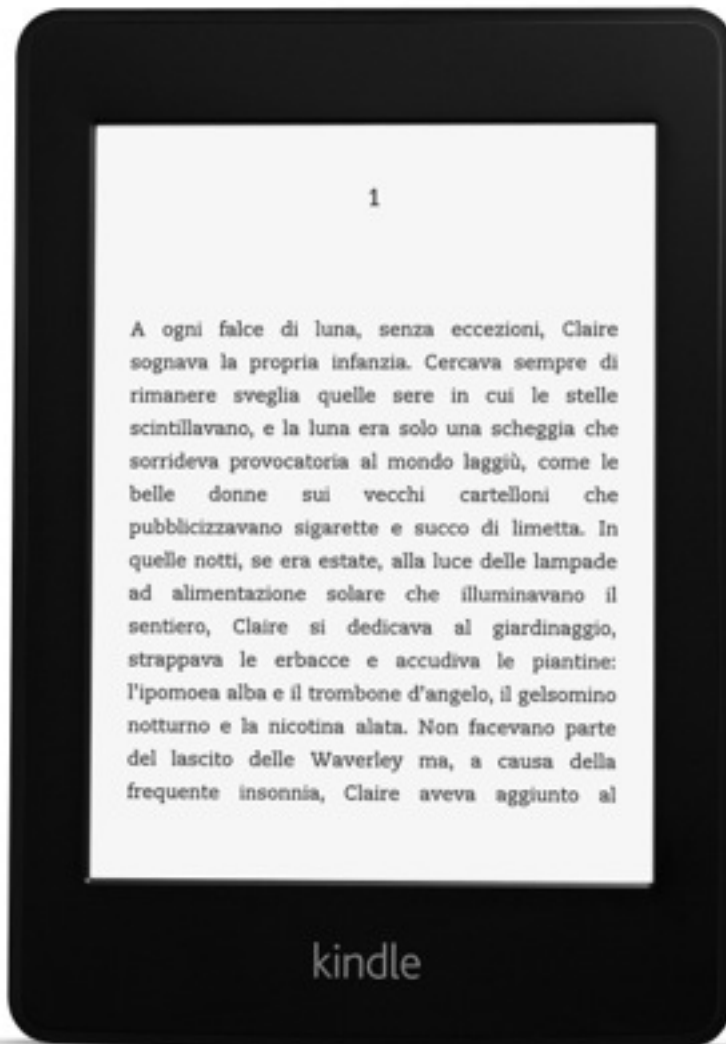 1
A ogni falce di luna, senza eccezioni, Claire
sognava la propria infanzia. Cercava sempre di
rimanere sveglia quelle sere in cui le stelle
scintillavano, e la luna era solo una scheggia che
sorrideva provocatoria al mondo laggiù, come le
belle donne sui vecchi cartelloni che
pubblicizzavano sigarette e succo di limetta. In
quelle notti, se era estate, alla luce delle lampade
ad alimentazione solare che illuminavano il
sentiero, Claire si dedicava al giardinaggio,
strappava le erbacce e accudiva le piantine:
l'ipomoea alba e il trombone d'angelo, il gelsomino
notturno e la nicotina alata. Non facevano parte
del lascito delle Waverley ma, a causa della
frequente insonnia, Claire aveva aggiunto al
kindle